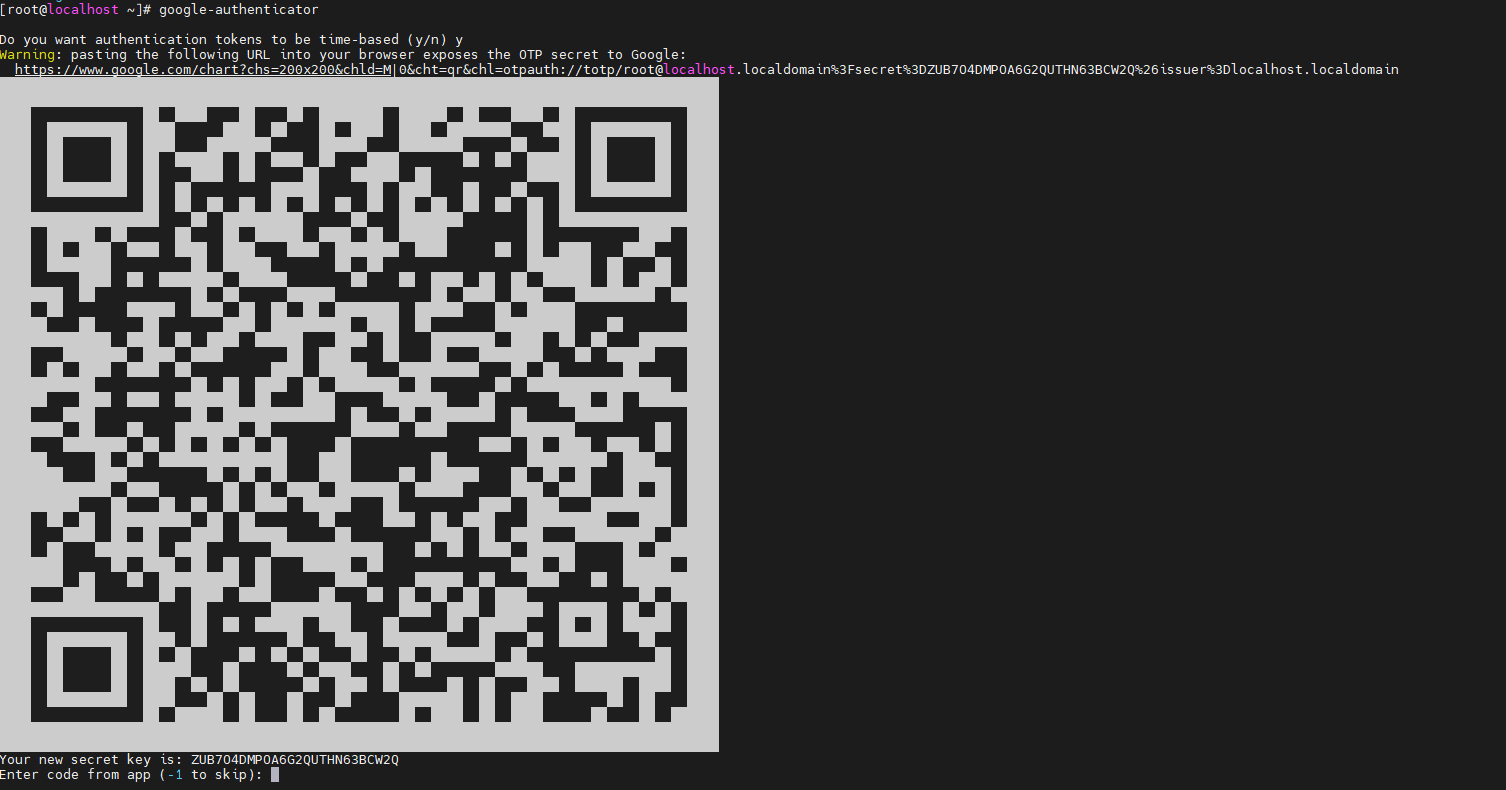 [root@localhost ~]# google-authenticator
Do you want authentication tokens to be time-based (y/n) y
Warning: pasting the following URL into your browser exposes the OTP secret to Google:
https://www.google.com/chart?chs=200x200&chld=M|0&cht=qr&chl=otpauth://totp/root@localhost.localdomain%3Fsecret%3DZUB7O4DMPOA6G2QUTHN63BCW2Q%26issuer%3Dlocalhost.localdomain
Your new secret key is: ZUB7O4DMPOA6G2QUTHN63BCW2Q
Enter code from app (-1 to skip):